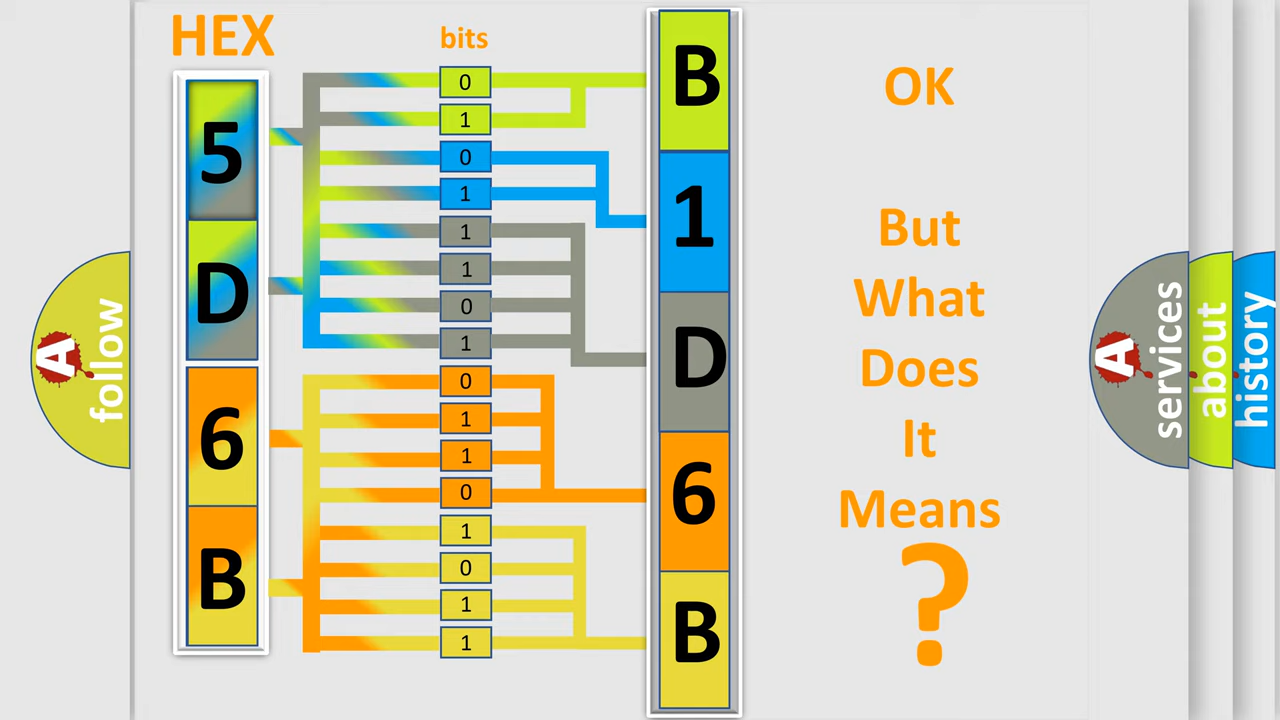 HEX
bits
5
D
6
B
0
1
0
1
1
1
0
1
0
1
1
0
1
0
1
1
B
1
D
6
B
OK
But
What
Does
It
Means
?
A
follow
A
services
about
history